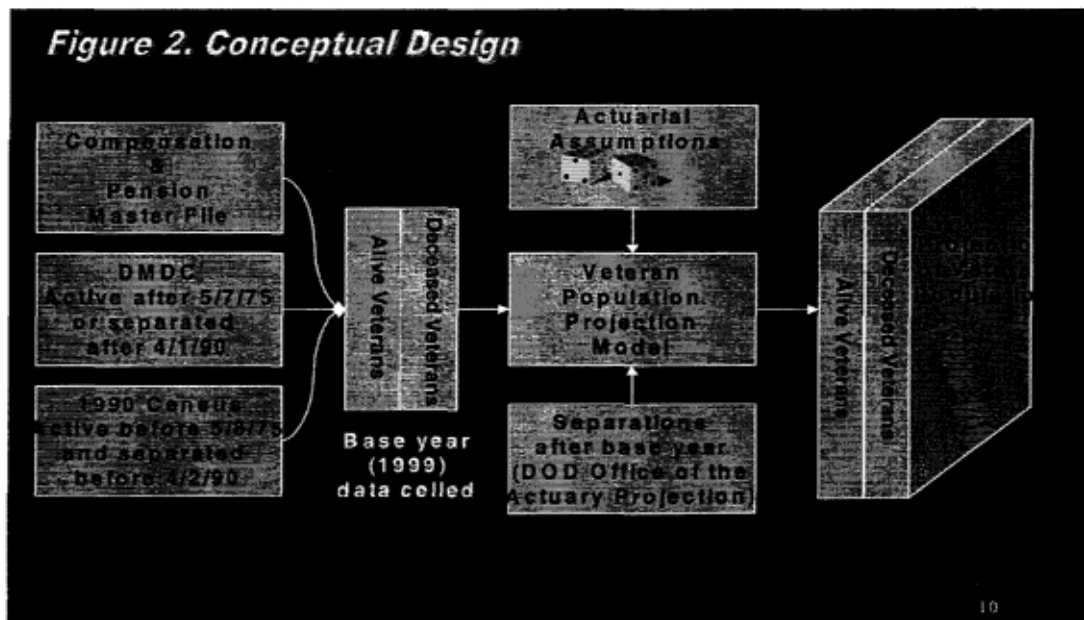 Figure 2. Conceptual Design
Compensation
&
Pension
Master File
DMDC
Active after 5/7/75
or separated
after 4/1/90
1990 Census
Active before 5/8/75
and separated
before 4/2/90
Alive Veterans
Deceased Veterans
Base year
(1999)
data celled
Actuarial
Assumptions
Veteran
Population
Projection
Model
Separations
after base year
(DOD Office of the
Actuary Projection)
Alive Veterans
Deceased Veterans
10